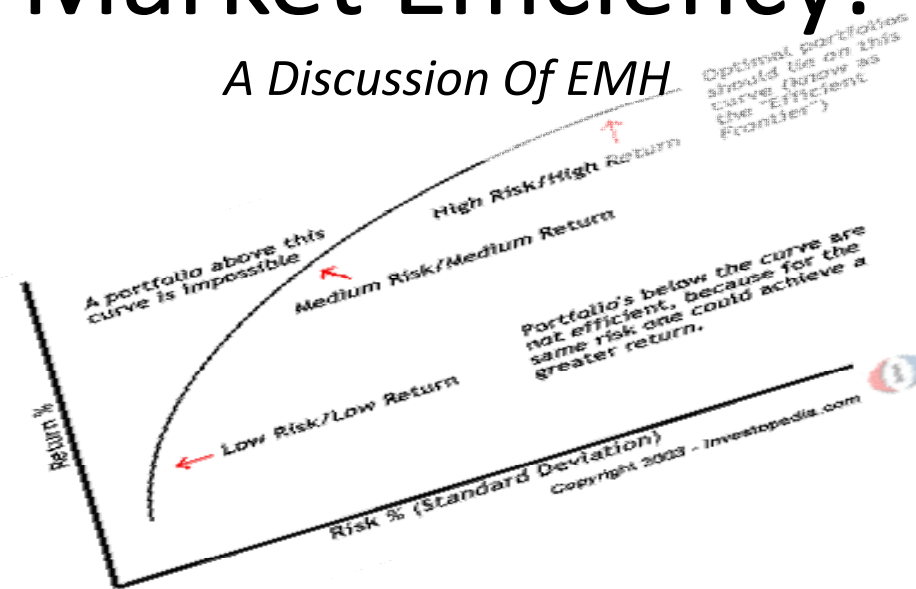 Market Efficiency?
A Discussion Of EMH
Optimal portfolios
should lie on this
curve (know as
the "Efficient
Frontier")
High Risk/High Return
Medium Risk/Medium Return
A portfolio above this
curve is impossible
Portfolio's below the curve are
not efficient, because for the
same risk one could achieve a
greater return.
Low Risk/Low Return
Return %
Risk % (Standard Deviation)
Copyright 2003 - Investopedia.com